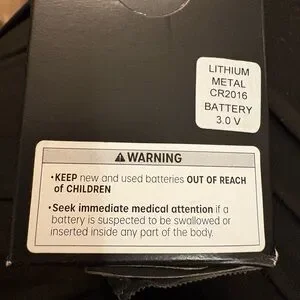 LITHIUM
METAL
CR2016
BATTERY
3.0 V
⚠WARNING
•KEEP new and used batteries OUT OF REACH
of CHILDREN
•Seek immediate medical attention if a
battery is suspected to be swallowed or
inserted inside any part of the body.